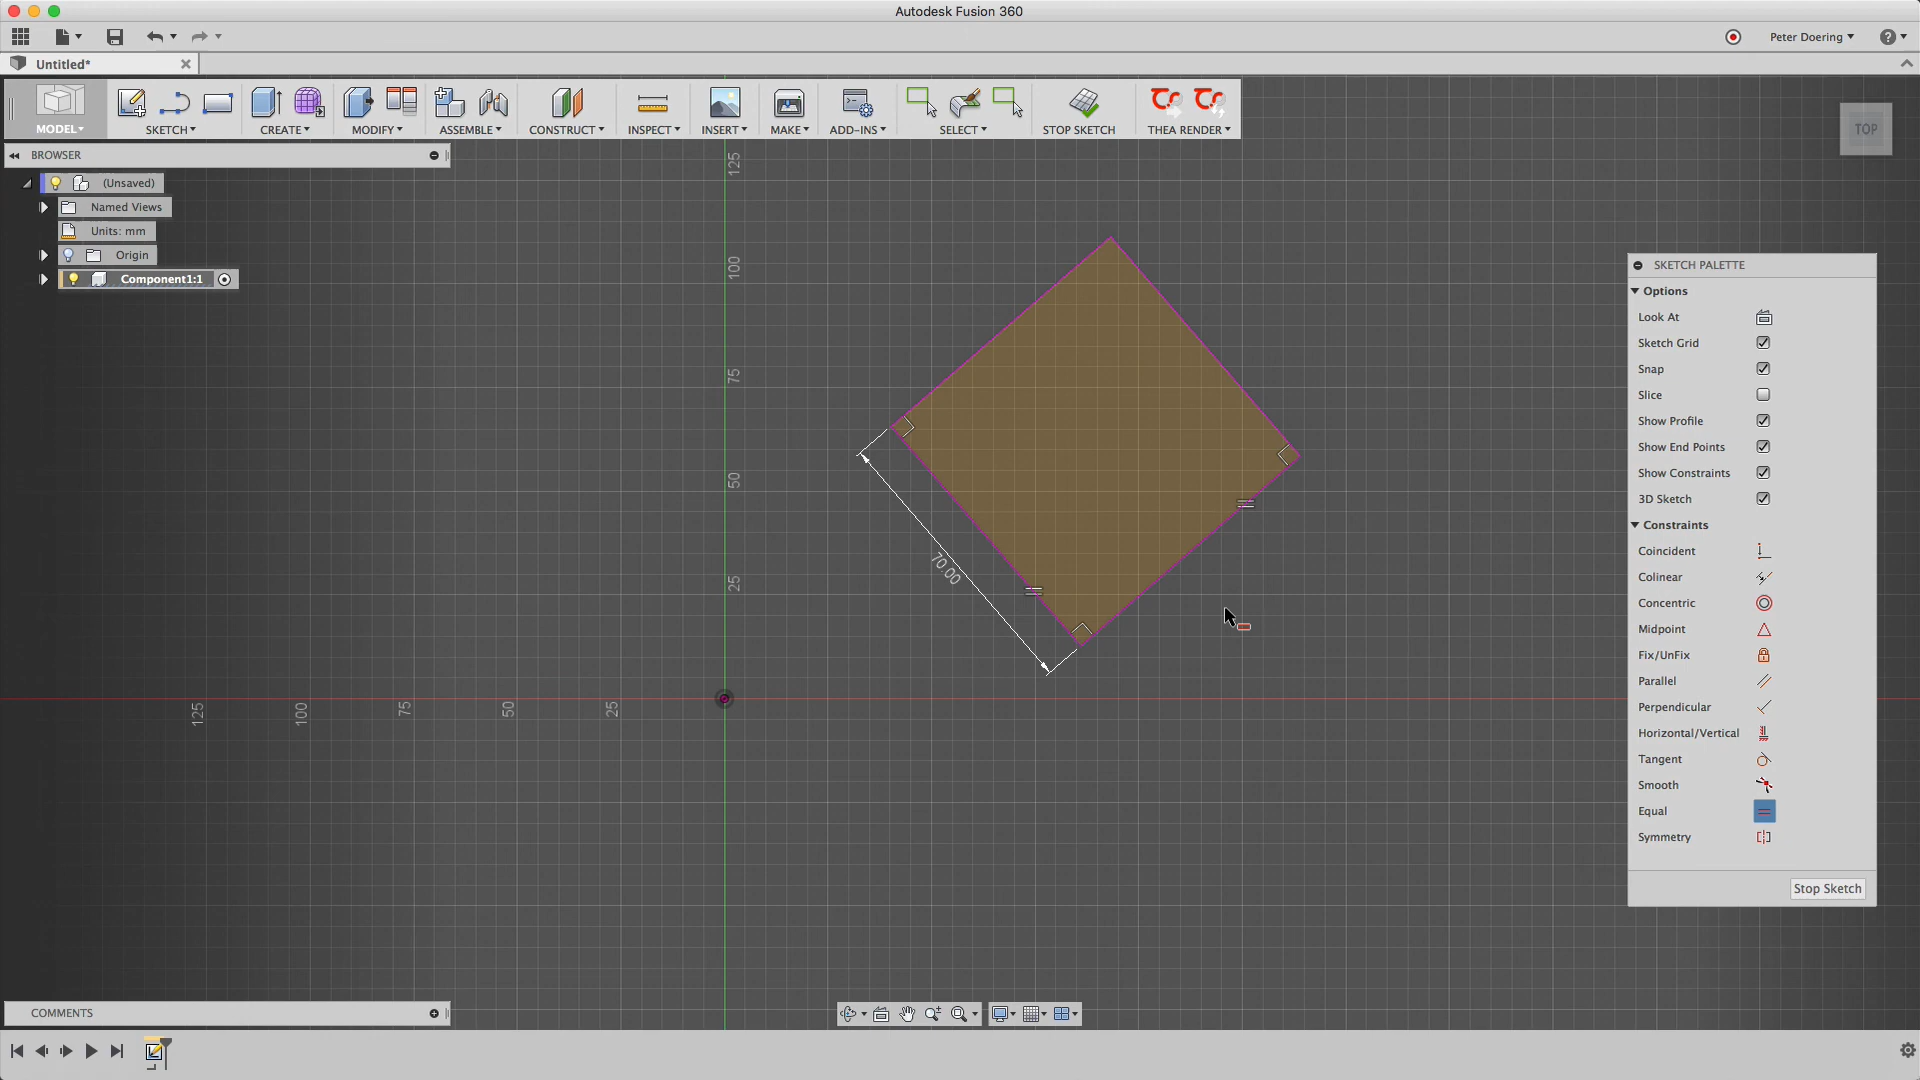 Autodesk Fusion 360
Peter Doering
Untitled*
MODEL
SKETCH
CREATE
MODIFY
ASSEMBLE
CONSTRUCT
INSPECT
INSERT
MAKE
ADD-INS
SELECT
STOP SKETCH
THEA RENDER
TOP
BROWSER
(Unsaved)
Named Views
Units: mm
Origin
Component1:1
125
100
75
50
25
125
100
75
50
25
70.00
SKETCH PALETTE
Options
Look At
Sketch Grid
Snap
Slice
Show Profile
Show End Points
Show Constraints
3D Sketch
Constraints
Coincident
Colinear
Concentric
Midpoint
Fix/UnFix
Parallel
Perpendicular
Horizontal/Vertical
Tangent
Smooth
Equal
Symmetry
Stop Sketch
COMMENTS